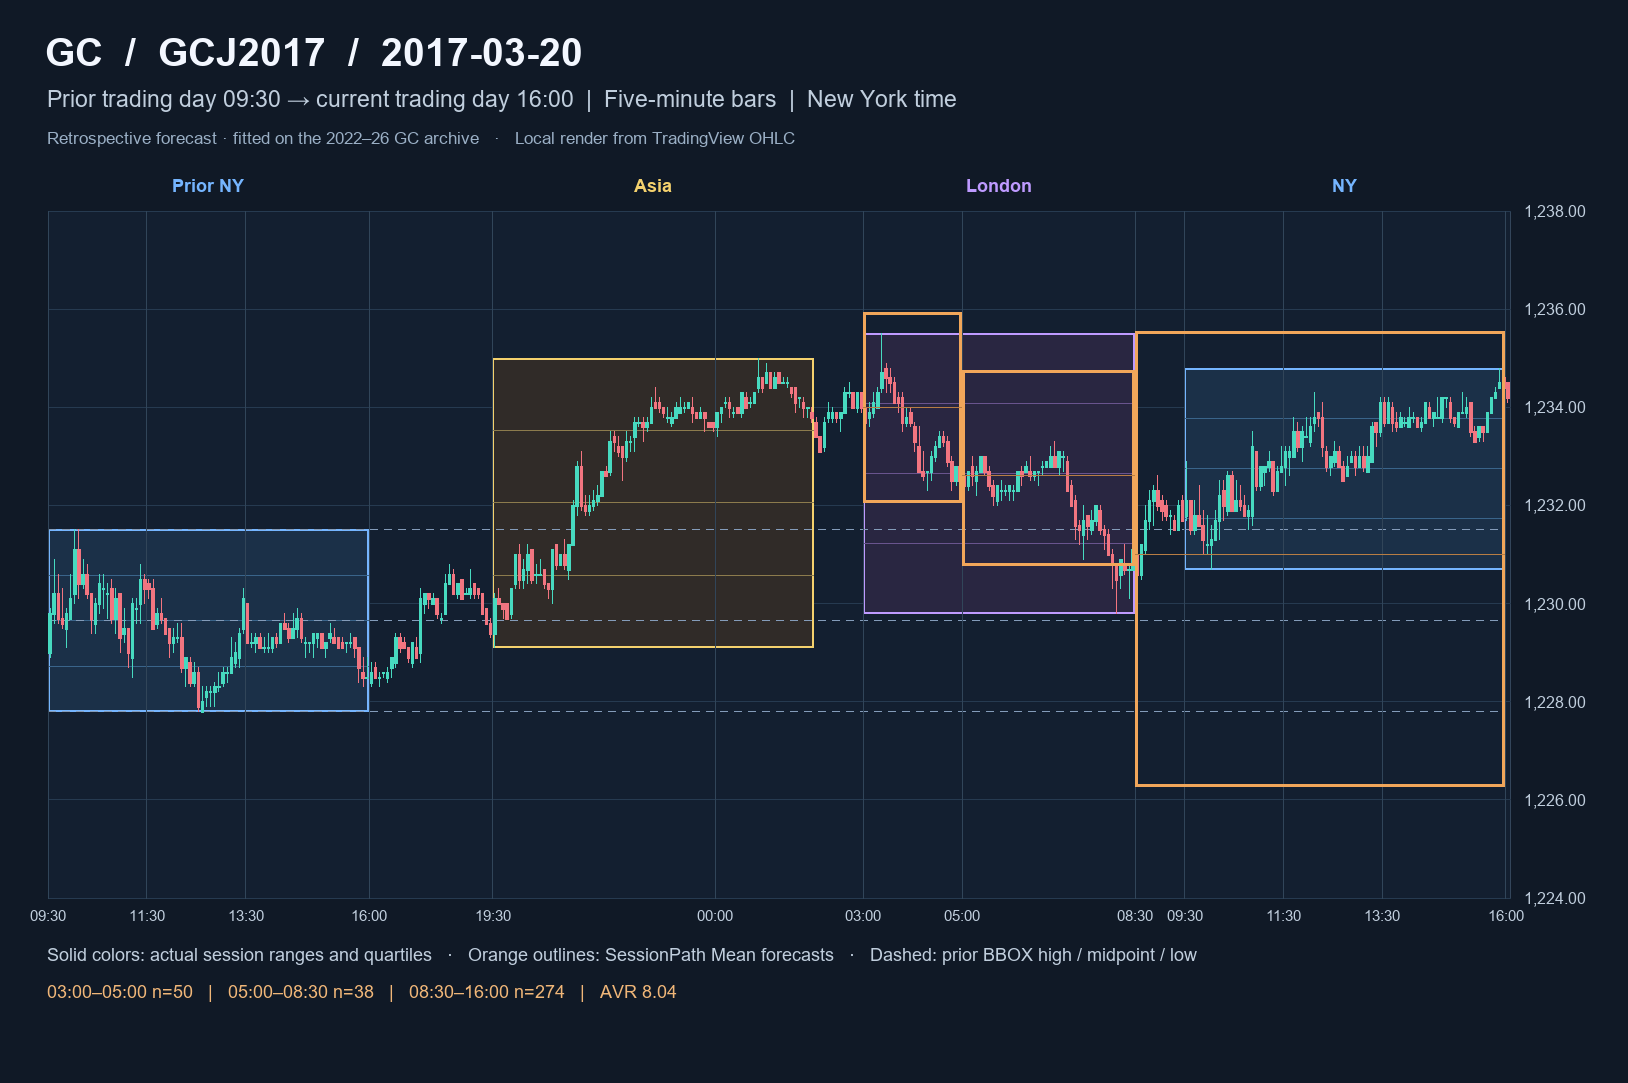 GC / GCJ2017 / 2017-03-20
Prior trading day 09:30 → current trading day 16:00 | Five-minute bars | New York time
Retrospective forecast · fitted on the 2022–26 GC archive · Local render from TradingView OHLC
Prior NY
Asia
London
NY
1,238.00
1,236.00
1,234.00
1,232.00
1,230.00
1,228.00
1,226.00
1,224.00
09:30 11:30 13:30 16:00 19:30 00:00 03:00 05:00 08:30 09:30 11:30 13:30 16:00
Solid colors: actual session ranges and quartiles · Orange outlines: SessionPath Mean forecasts · Dashed: prior BBOX high / midpoint / low
03:00–05:00 n=50 | 05:00–08:30 n=38 | 08:30–16:00 n=274 | AVR 8.04